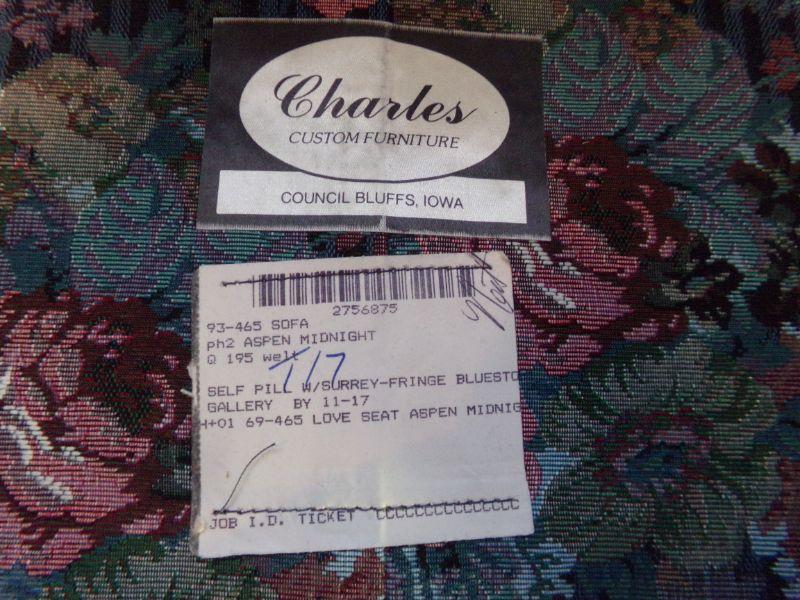 Charles
CUSTOM FURNITURE
COUNCIL BLUFFS, IOWA
2756875
93-465 SOFA
ph2 ASPEN MIDNIGHT
Q 195 welt
T/7
SELF PILL W/SURREY-FRINGE BLUESTO
GALLERY BY 11-17
H+01 69-465 LOVE SEAT ASPEN MIDNIG
JOB I.D. TICKET CCCCCCCCCCCCCCC